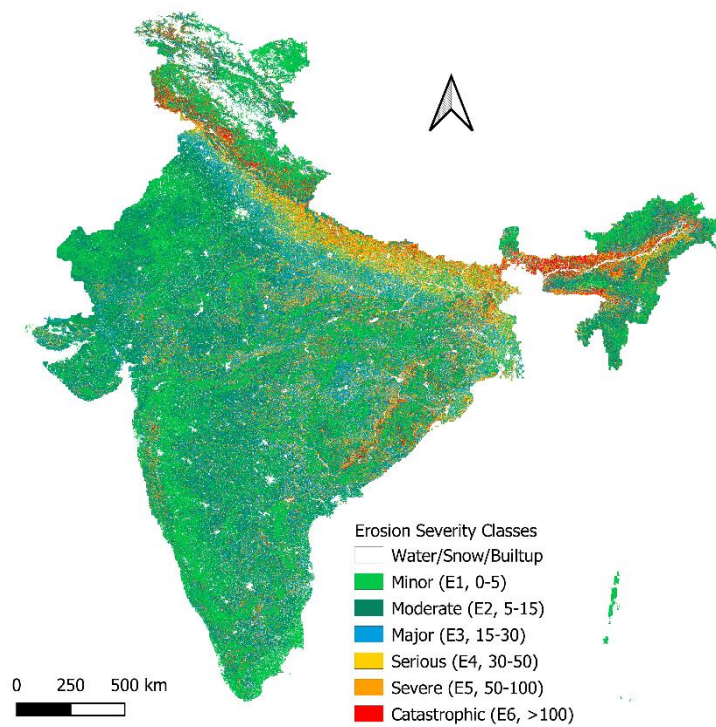 Erosion Severity Classes
Water/Snow/Builtup
Minor (E1, 0-5)
Moderate (E2, 5-15)
Major (E3, 15-30)
Serious (E4, 30-50)
Severe (E5, 50-100)
Catastrophic (E6, >100)
0 250 500 km